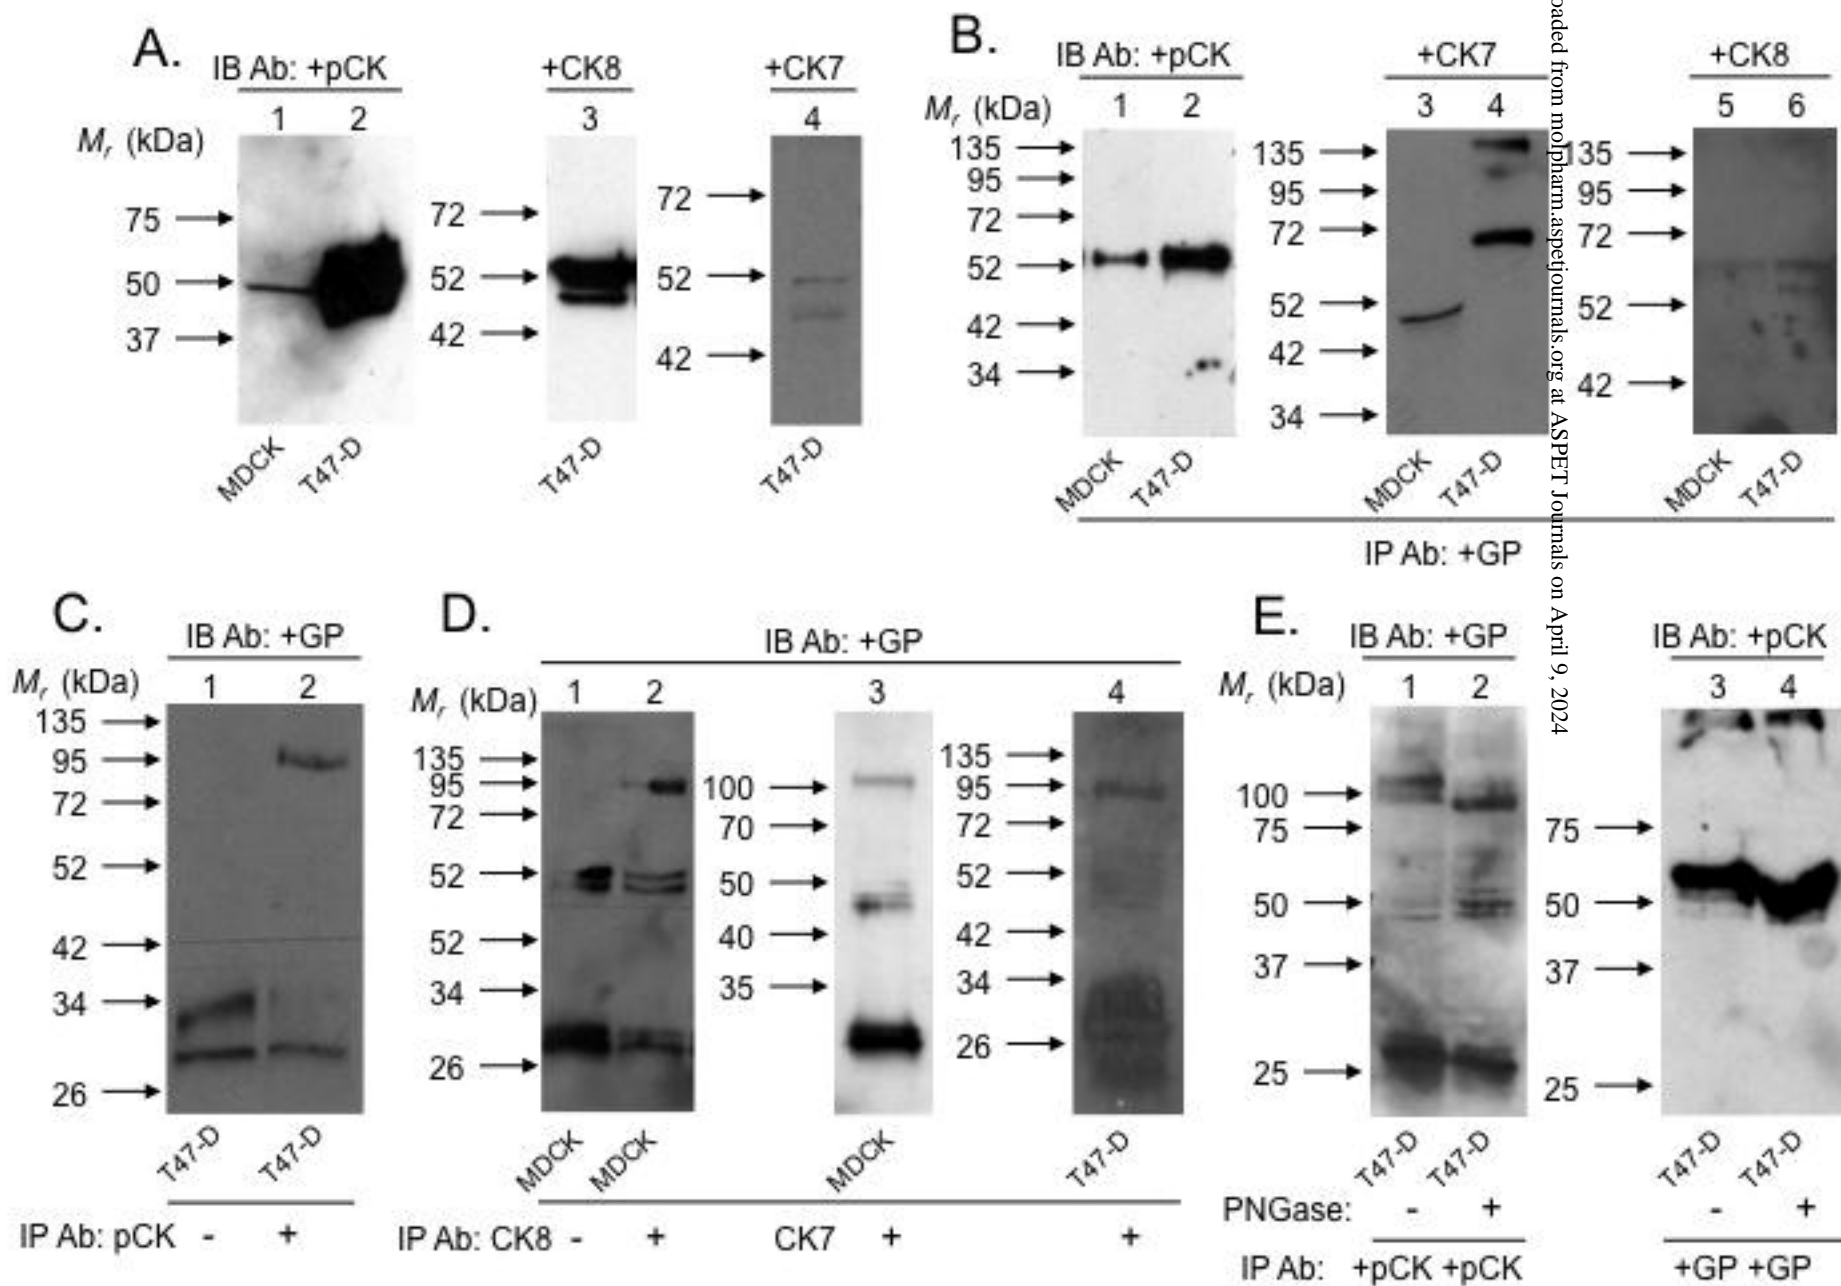 A.
IB Ab: +pCK
+CK8
+CK7
1 2
3
4
Mr (kDa)
75
50
37
72
52
42
72
52
42
MDCK T47-D
T47-D
T47-D
B.
IB Ab: +pCK
+CK7
+CK8
Mr (kDa)
1 2
3 4
5 6
135
95
72
52
42
34
135
95
72
52
42
34
135
95
72
52
42
MDCK T47-D
MDCK T47-D
MDCK T47-D
IP Ab: +GP
oaded from molpharm.aspetjournals.org at ASPET Journals on April 9, 2024
C.
IB Ab: +GP
Mr (kDa)
1 2
135
95
72
52
42
34
26
T47-D T47-D
IP Ab: pCK - +
D.
IB Ab: +GP
Mr (kDa)
1 2
3
4
135
95
72
52
52
34
26
100
70
50
40
35
135
95
72
52
42
34
26
MDCK MDCK
MDCK
T47-D
IP Ab: CK8 - + CK7 + +
E.
IB Ab: +GP
IB Ab: +pCK
Mr (kDa)
1 2
3 4
100
75
50
37
25
75
50
37
25
T47-D T47-D
T47-D T47-D
PNGase: - + - +
IP Ab: +pCK +pCK +GP +GP